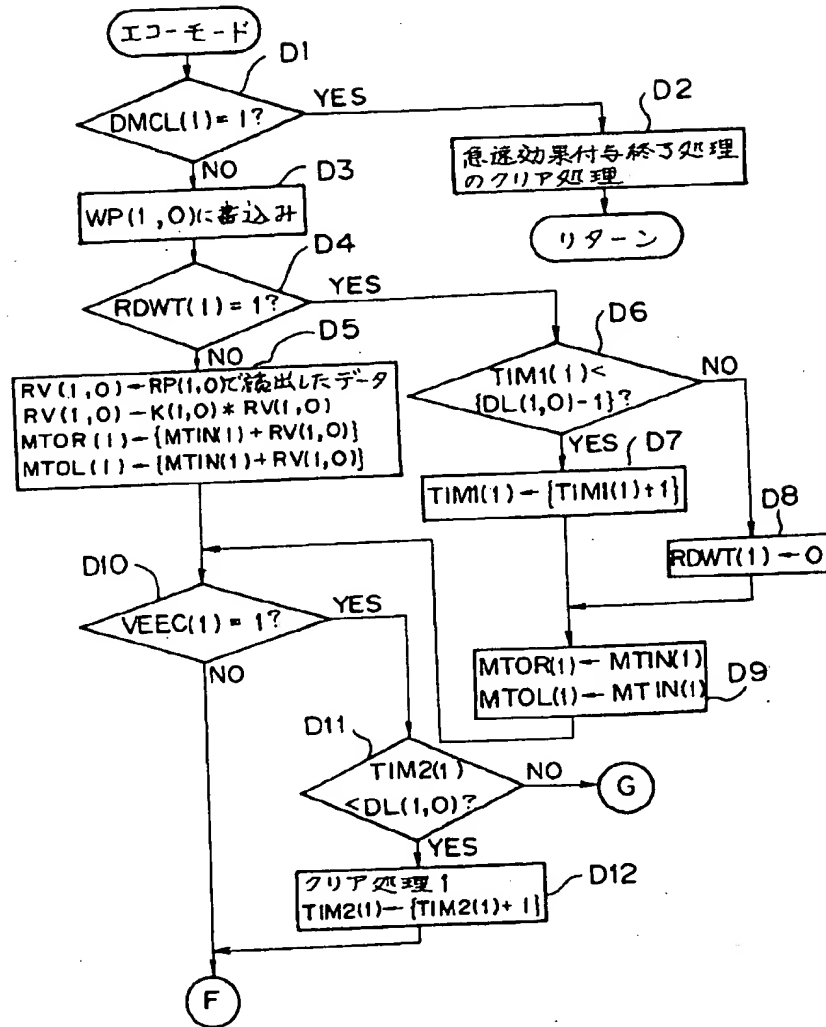 エコーモード
D1
DMCL(1)=1?
YES
NO
D2
急速効果付与終了処理
のクリア処理
リターン
D3
WP(1,0)に書込み
D4
RDWT(1)=1?
YES
NO
D5
RV(1,0)←RP(1,0)で読出したデータ
RV(1,0)←K(1,0)*RV(1,0)
MTOR(1)←{MTIN(1)+RV(1,0)}
MTOL(1)←{MTIN(1)+RV(1,0)}
D6
TIM1(1)<
{DL(1,0)-1}?
NO
YES
D7
TIM1(1)←{TIM1(1)+1}
D8
RDWT(1)←0
MTOR(1)←MTIN(1)
MTOL(1)←MTIN(1)
D9
D10
VEEC(1)=1?
YES
NO
D11
TIM2(1)
<DL(1,0)?
NO
G
YES
D12
クリア処理1
TIM2(1)←{TIM2(1)+1}
F